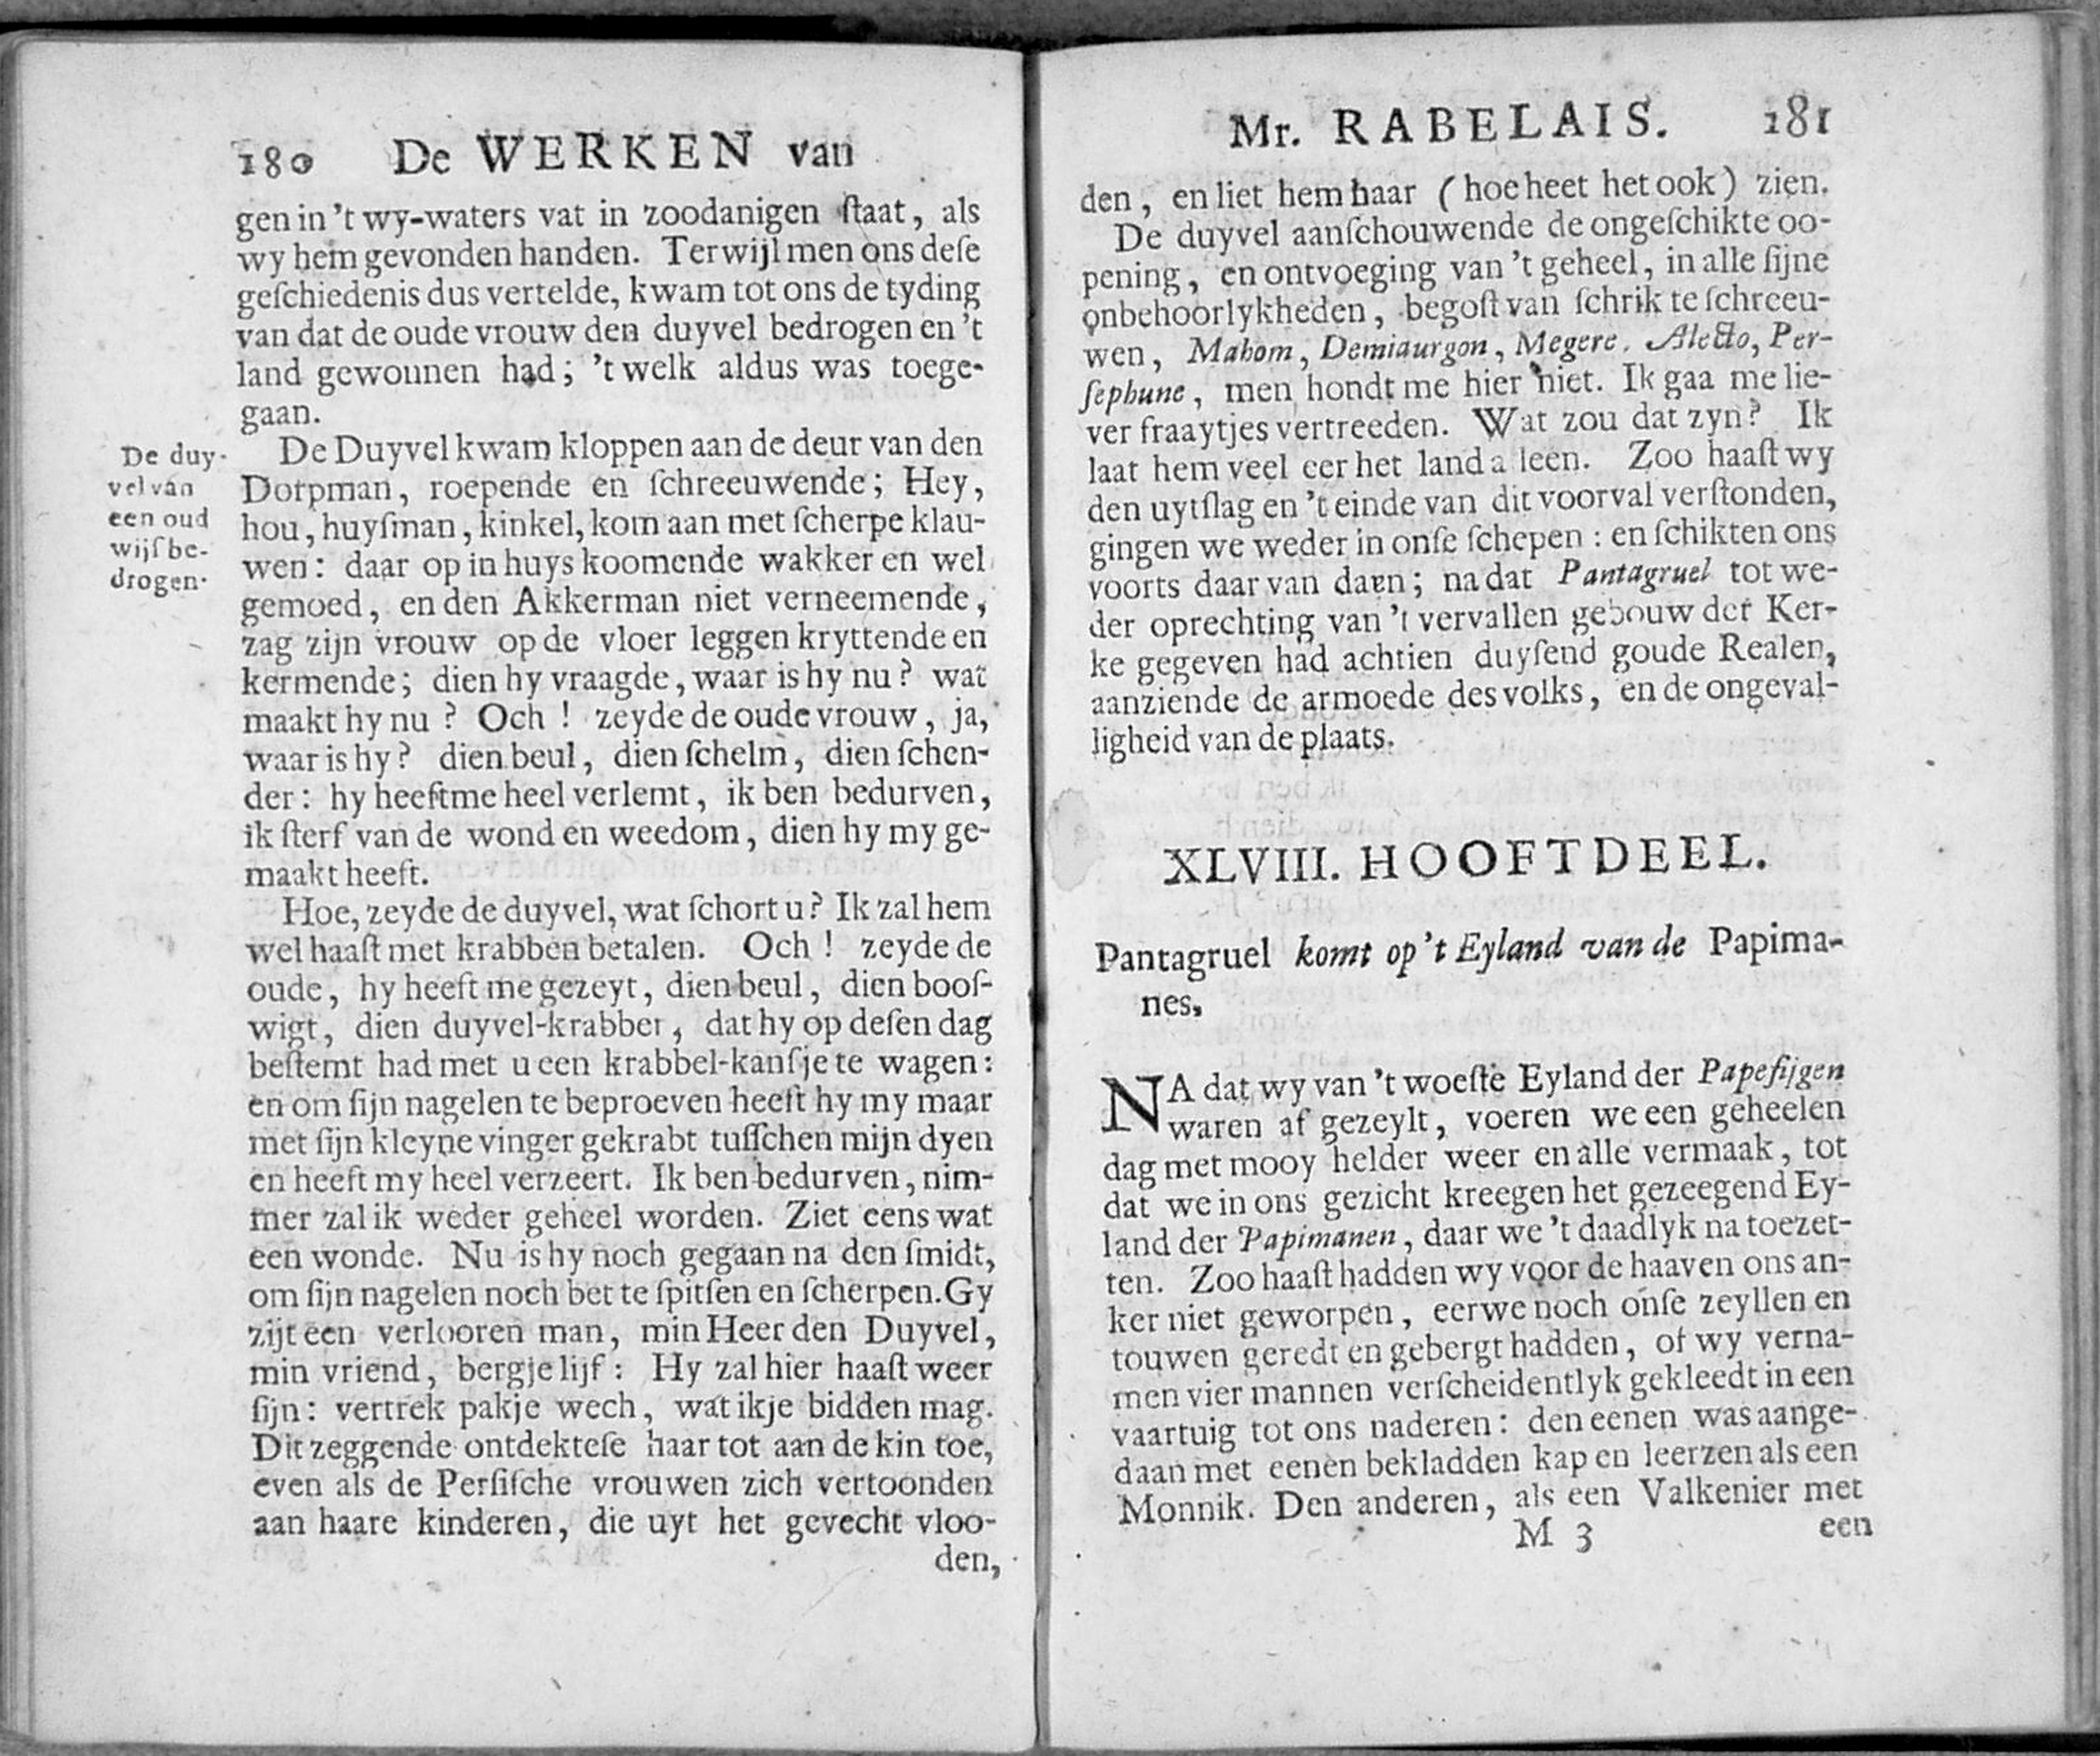 180 De WERKEN van
gen in 't wy-waters vat in zoodanigen ſtaat, als
wy hem gevonden handen. Terwijl men ons deſe
geſchiedenis dus vertelde, kwam tot ons de tyding
van dat de oude vrouw den duyvel bedrogen en 't
land gewounen had; 't welk aldus was toege-
gaan.
De duy-
vel van
een oud
wijf be-
drogen.
De Duyvel kwam kloppen aan de deur van den
Dorpman, roepende en ſchreeuwende; Hey,
hou, huyſman, kinkel, kom aan met ſcherpe klau-
wen: daar op in huys koomende wakker en wel
gemoed, en den Akkerman niet verneemende,
zag zijn vrouw op de vloer leggen kryttende en
kermende; dien hy vraagde, waar is hy nu? wat
maakt hy nu? Och! zeyde de oude vrouw, ja,
waar is hy? dien beul, dien ſchelm, dien ſchen-
der: hy heeft me heel verlemt, ik ben bedurven,
ik ſterf van de wond en weedom, dien hy my ge-
maakt heeft.
Hoe, zeyde de duyvel, wat ſchort u? Ik zal hem
wel haaſt met krabben betalen. Och! zeyde de
oude, hy heeft me gezeyt, dien beul, dien booſ-
wigt, dien duyvel-krabber, dat hy op deſen dag
beſtemt had met u een krabbel-kanſje te wagen:
en om ſijn nagelen te beproeven heeft hy my maar
met ſijn kleyne vinger gekrabt tuſſchen mijn dyen
en heeft my heel verzeert. Ik ben bedurven, nim-
mer zal ik weder geheel worden. Ziet eens wat
een wonde. Nu is hy noch gegaan na den ſmidt,
om ſijn nagelen noch bet te ſpitſen en ſcherpen. Gy
zijt een verlooren man, min Heer den Duyvel,
min vriend, berg je lijf: Hy zal hier haaſt weer
ſijn: vertrek pakje wech, wat ik je bidden mag.
Dit zeggende ontdekteſe haar tot aan de kin toe,
even als de Perſiſche vrouwen zich vertoonden
aan haare kinderen, die uyt het gevecht vloo-
den,
Mr. RABELAIS. 181
den, en liet hem haar (hoe heet het ook) zien.
De duyvel aanſchouwende de ongeſchikte oo-
pening, en ontvoeging van 't geheel, in alle ſijne
onbehoorlykheden, begoſt van ſchrik te ſchreeu-
wen, Mahom, Demiaurgon, Megere, Alecto, Per-
ſephune, men hondt me hier niet. Ik gaa me lie-
ver fraaytjes vertreeden. Wat zou dat zyn? Ik
laat hem veel eer het land a leen. Zoo haaſt wy
den uytſlag en 't einde van dit voorval verſtonden,
gingen we weder in onſe ſchepen: en ſchikten ons
voorts daar van daen; na dat Pantagruel tot we-
der oprechting van 't vervallen gebouw der Ker-
ke gegeven had achtien duyſend goude Realen,
aanziende de armoede des volks, en de ongeval-
ligheid van de plaats.
XLVIII. HOOFTDEEL.
Pantagruel komt op 't Eyland van de Papima-
nes.
NA dat wy van 't woeſte Eyland der Papeſijgen
waren af gezeylt, voeren we een geheelen
dag met mooy helder weer en alle vermaak, tot
dat we in ons gezicht kreegen het gezeegend Ey-
land der Papimanen, daar we 't daadlyk na toezet-
ten. Zoo haaſt hadden wy voor de haaven ons an-
ker niet geworpen, eer we noch onſe zeyllen en
touwen geredt en gebergt hadden, of wy verna-
men vier mannen verſcheidentlyk gekleedt in een
vaartuig tot ons naderen: den eenen was aange-
daan met eenen bekladden kap en leerzen als een
Monnik. Den anderen, als een Valkenier met
M 3 een